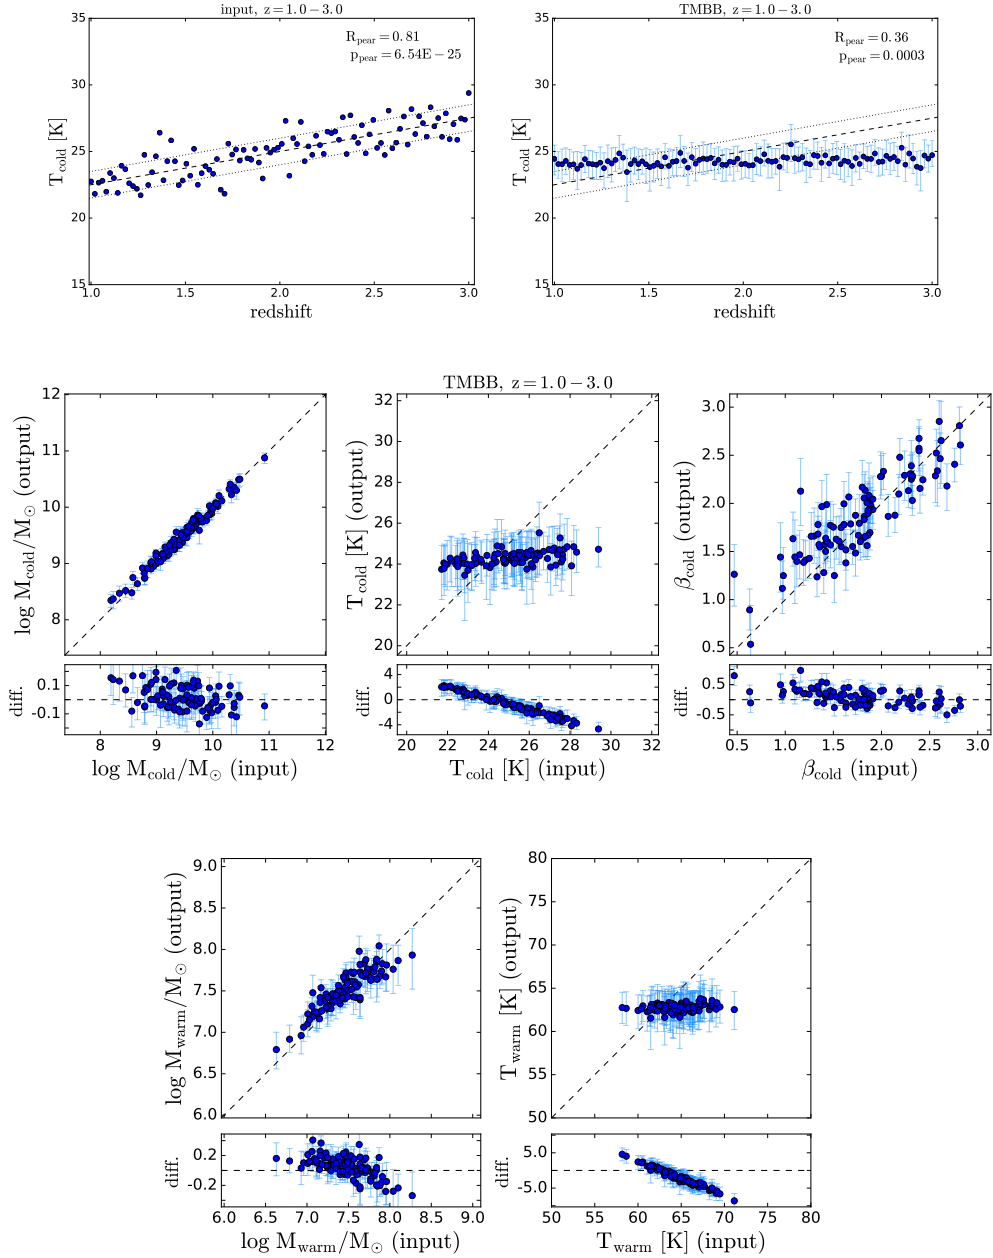 input, z=1.0−3.0
T_cold [K]
35
30
25
20
15
R_pear=0.81
p_pear=6.54E−25
1.0 1.5 2.0 2.5 3.0
redshift
TMBB, z=1.0−3.0
T_cold [K]
35
30
25
20
15
R_pear=0.36
p_pear=0.0003
1.0 1.5 2.0 2.5 3.0
redshift
log M_cold/M_⊙ (output)
12
11
10
9
8
diff.
0.1
-0.1
8 9 10 11 12
log M_cold/M_⊙ (input)
TMBB, z=1.0−3.0
T_cold [K] (output)
32
30
28
26
24
22
20
diff.
4
2
0
-2
-4
20 22 24 26 28 30 32
T_cold [K] (input)
β_cold (output)
3.0
2.5
2.0
1.5
1.0
0.5
diff.
0.5
-0.5
0.5 1.0 1.5 2.0 2.5 3.0
β_cold (input)
log M_warm/M_⊙ (output)
9.0
8.5
8.0
7.5
7.0
6.5
6.0
diff.
0.2
-0.2
6.0 6.5 7.0 7.5 8.0 8.5 9.0
log M_warm/M_⊙ (input)
T_warm [K] (output)
80
75
70
65
60
55
50
diff.
5.0
-5.0
50 55 60 65 70 75 80
T_warm [K] (input)